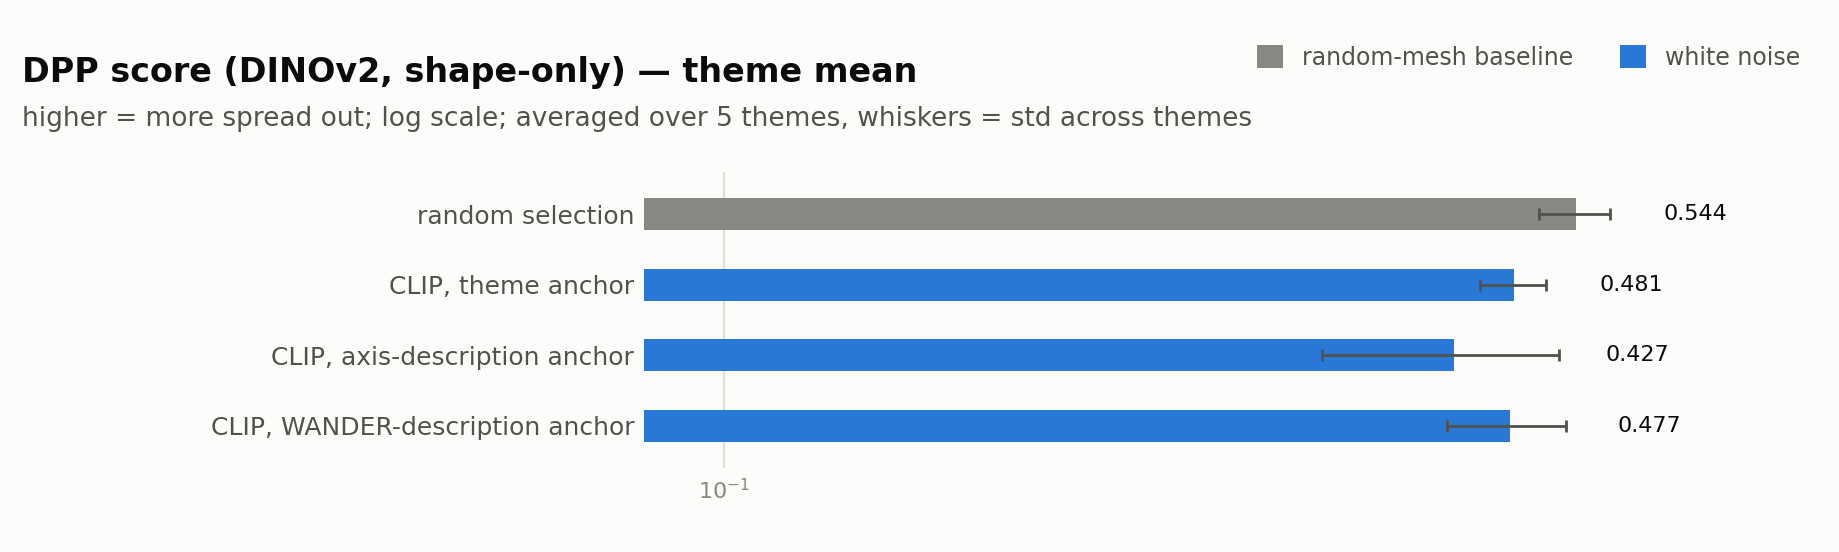 DPP score (DINOv2, shape-only) — theme mean
random-mesh baseline
white noise
higher = more spread out; log scale; averaged over 5 themes, whiskers = std across themes
random selection 0.544
CLIP, theme anchor 0.481
CLIP, axis-description anchor 0.427
CLIP, WANDER-description anchor 0.477
10⁻¹